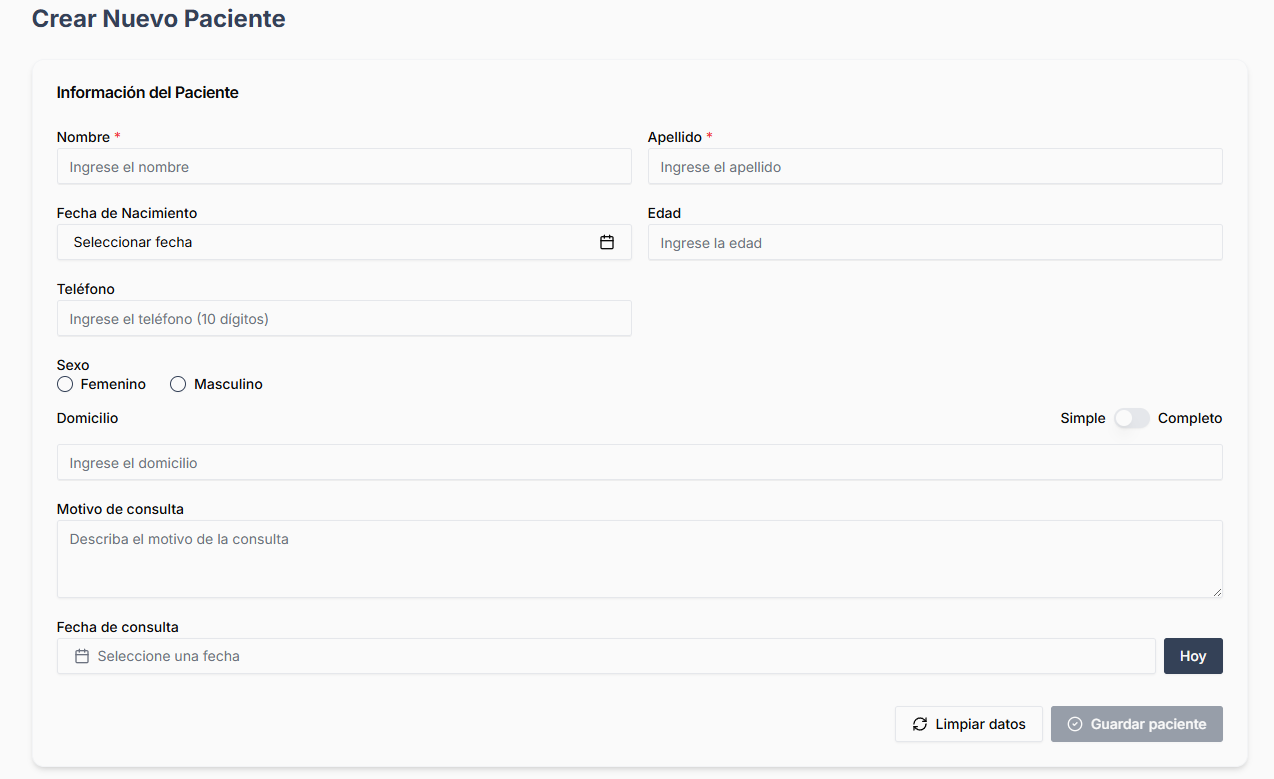 Crear Nuevo Paciente
Información del Paciente
Nombre * Apellido *
Ingrese el nombre Ingrese el apellido
Fecha de Nacimiento Edad
Seleccionar fecha Ingrese la edad
Teléfono
Ingrese el teléfono (10 dígitos)
Sexo
Femenino Masculino
Domicilio Simple Completo
Ingrese el domicilio
Motivo de consulta
Describa el motivo de la consulta
Fecha de consulta
Seleccione una fecha Hoy
Limpiar datos Guardar paciente